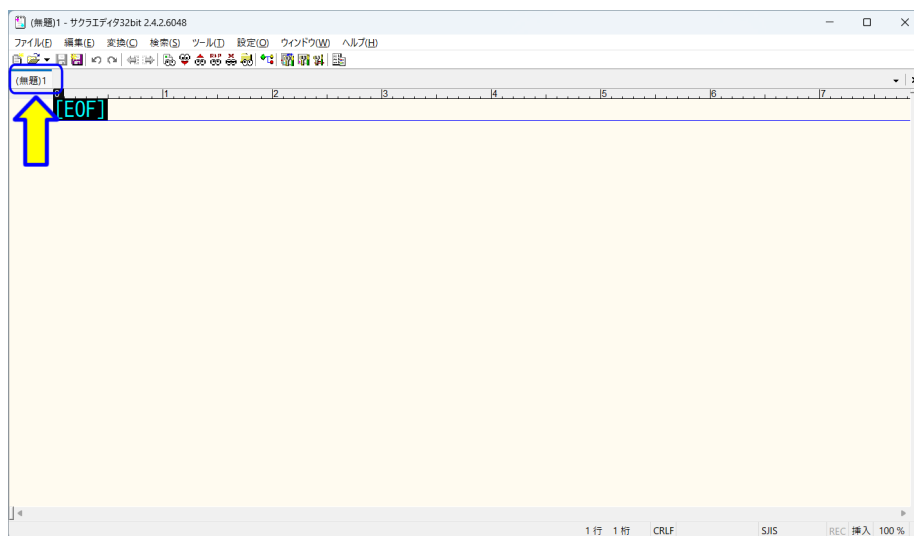 (無題)1 - サクラエディタ32bit 2.4.2.6048
ファイル(F) 編集(E) 変換(C) 検索(S) ツール(T) 設定(O) ウィンドウ(W) ヘルプ(H)
(無題)1
0 1 2 3 4 5 6 7
[EOF]
1 行 1 桁 CRLF SJIS REC 挿入 100 %